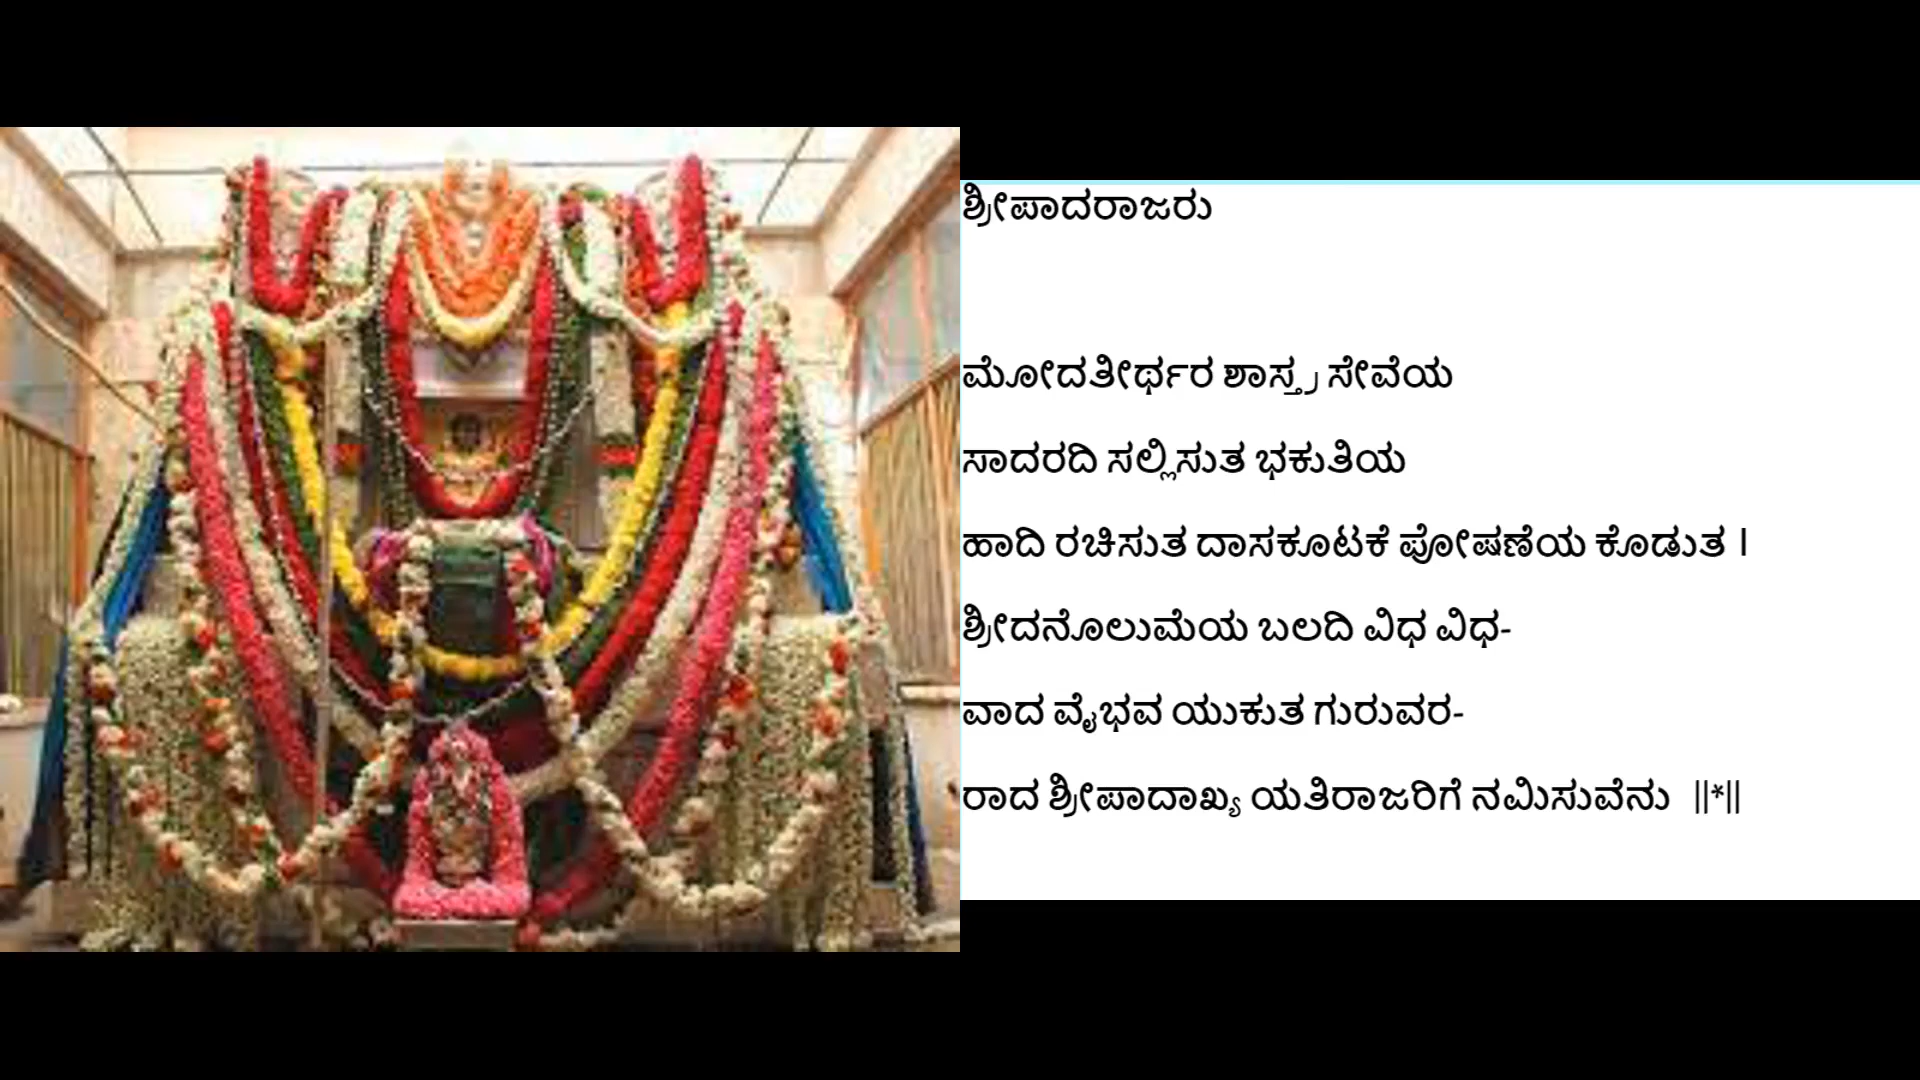 ಶ್ರೀಪಾದರಾಜರು
ಮೋದತೀರ್ಥರ ಶಾಸ್ತ್ರ ಸೇವೆಯ
ಸಾದರದಿ ಸಲ್ಲಿಸುತ ಭಕುತಿಯ
ಹಾದಿ ರಚಿಸುತ ದಾಸಕೂಟಕೆ ಪೋಷಣೆಯ ಕೊಡುತ ।
ಶ್ರೀದನೊಲುಮೆಯ ಬಲದಿ ವಿಧ ವಿಧ-
ವಾದ ವೈಭವ ಯುಕುತ ಗುರುವರ-
ರಾದ ಶ್ರೀಪಾದಾಖ್ಯ ಯತಿರಾಜರಿಗೆ ನಮಿಸುವೆನು ||*||